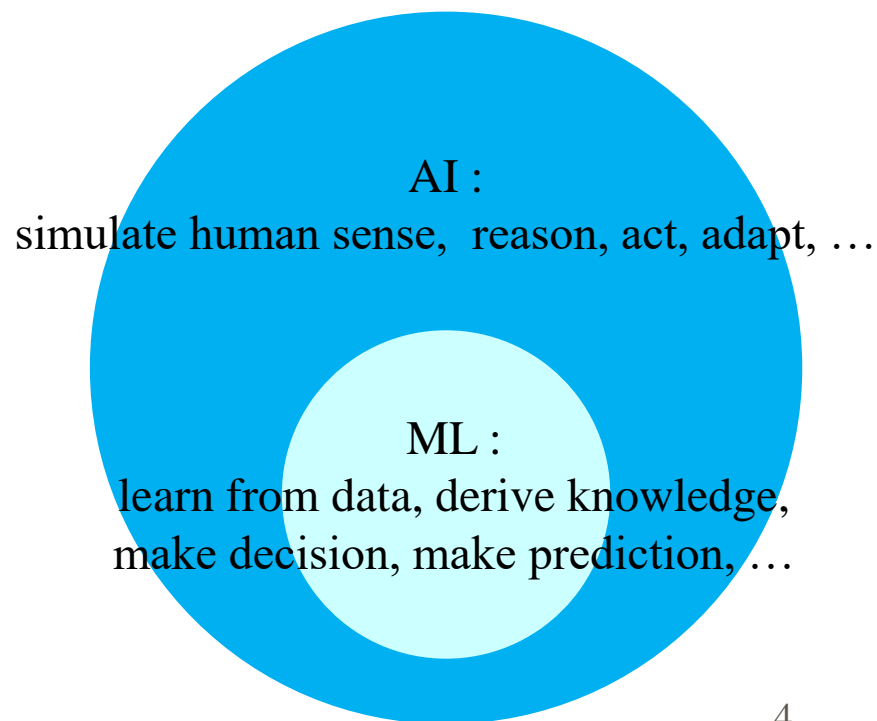 AI :
simulate human sense,  reason, act, adapt, …
ML :
learn from data, derive knowledge,
make decision, make prediction, …
4